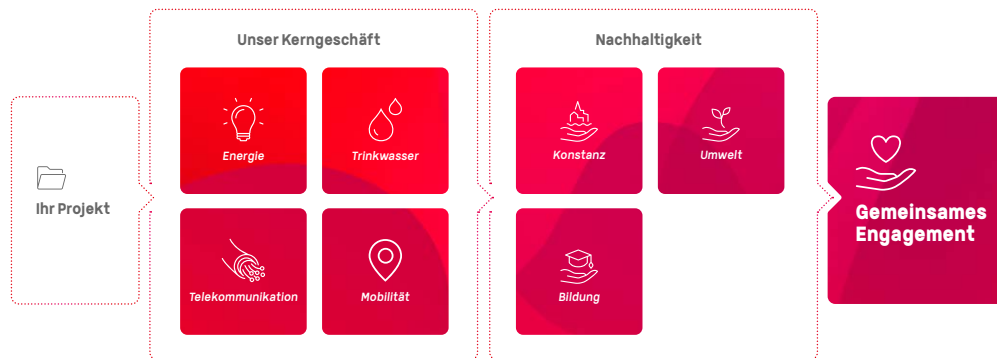 Unser Kerngeschäft
Nachhaltigkeit
Energie
Trinkwasser
Konstanz
Umwelt
Ihr Projekt
Gemeinsames
Engagement
Telekommunikation
Mobilität
Bildung